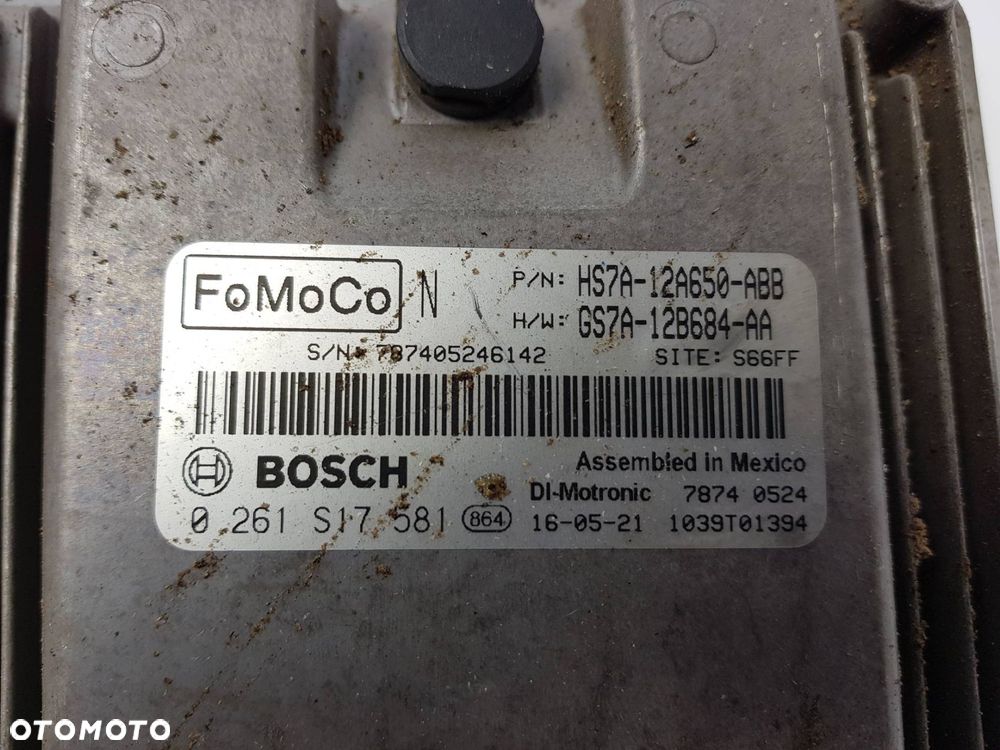 FoMoCo N P/N: HS7A-12A650-ABB
H/W: GS7A-12B684-AA
S/N: 787405246142 SITE: S66FF
BOSCH Assembled in Mexico
DI-Motronic 7874 0524
0 261 S17 581 864 16-05-21 1039T01394
OTOMOTO